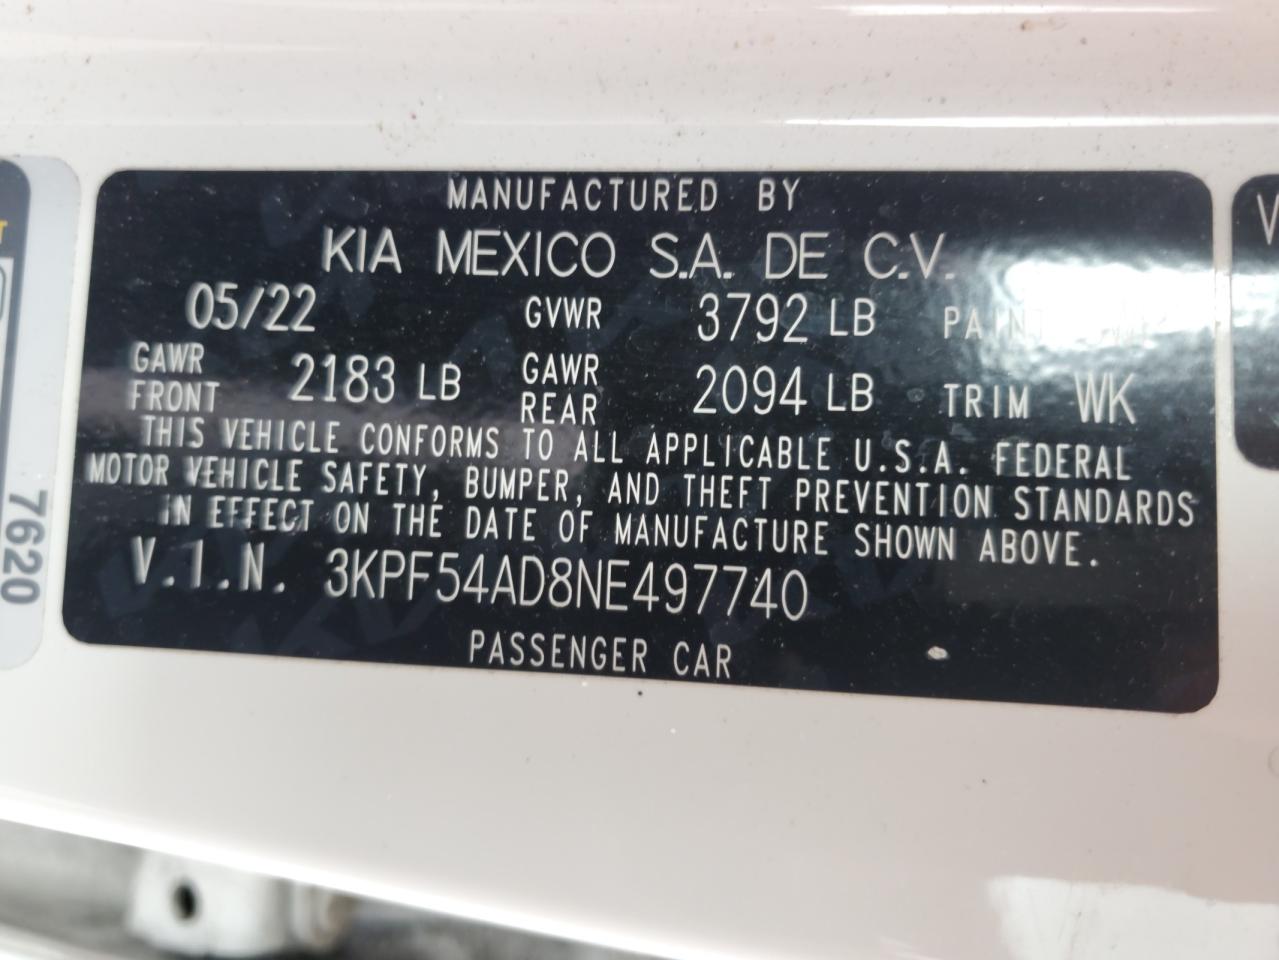 MANUFACTURED BY
KIA MEXICO S.A. DE C.V.
05/22 GVWR 3792 LB PAINT
GAWR FRONT 2183 LB GAWR REAR 2094 LB TRIM WK
THIS VEHICLE CONFORMS TO ALL APPLICABLE U.S.A. FEDERAL
MOTOR VEHICLE SAFETY, BUMPER, AND THEFT PREVENTION STANDARDS
IN EFFECT ON THE DATE OF MANUFACTURE SHOWN ABOVE.
V.I.N. 3KPF54AD8NE497740
PASSENGER CAR
7620